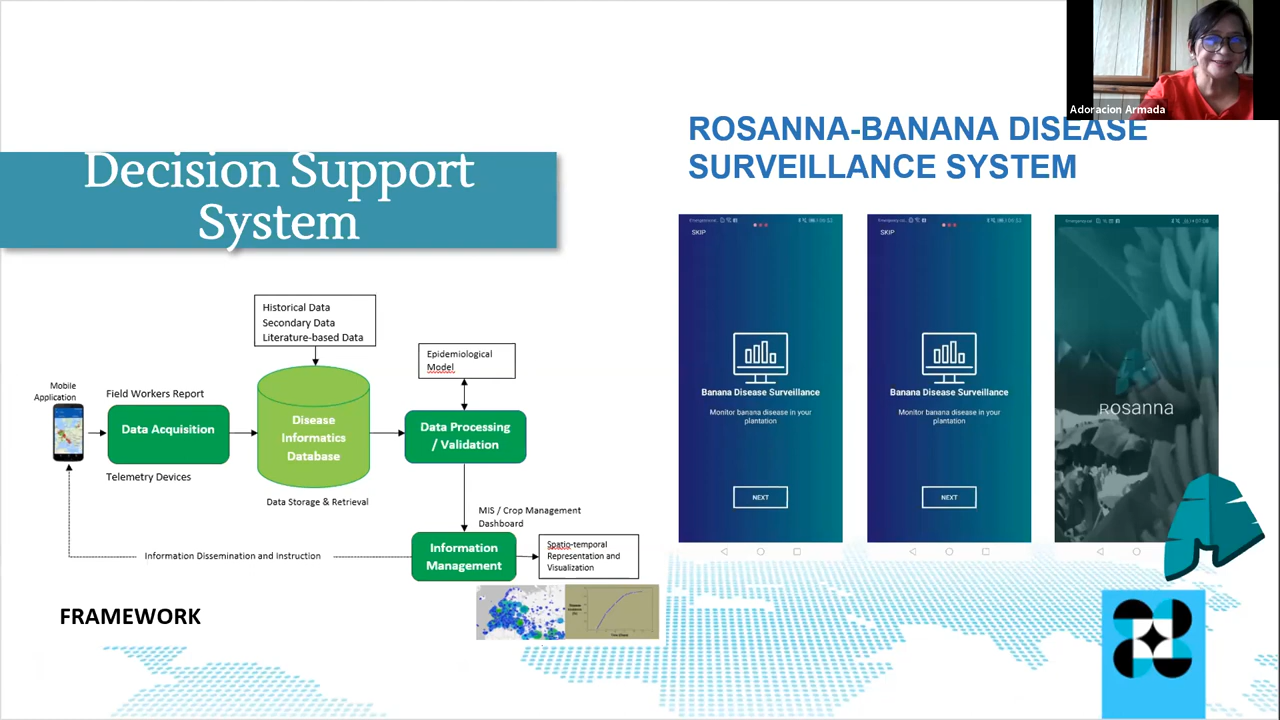 Adoracion Armada
ROSANNA-BANANA DISEASE
SURVEILLANCE SYSTEM
Decision Support
System
Historical Data
Secondary Data
Literature-based Data
Epidemiological
Model
Mobile
Application
Field Workers Report
Data Acquisition
Telemetry Devices
Disease
Informatics
Database
Data Storage & Retrieval
Data Processing
/ Validation
MIS / Crop Management
Dashboard
Information
Management
Spatio-temporal
Representation and
Visualization
Information Dissemination and Instruction
FRAMEWORK
SKIP
Banana Disease Surveillance
Monitor banana disease in your
plantation
NEXT
SKIP
Banana Disease Surveillance
Monitor banana disease in your
plantation
NEXT
Rosanna